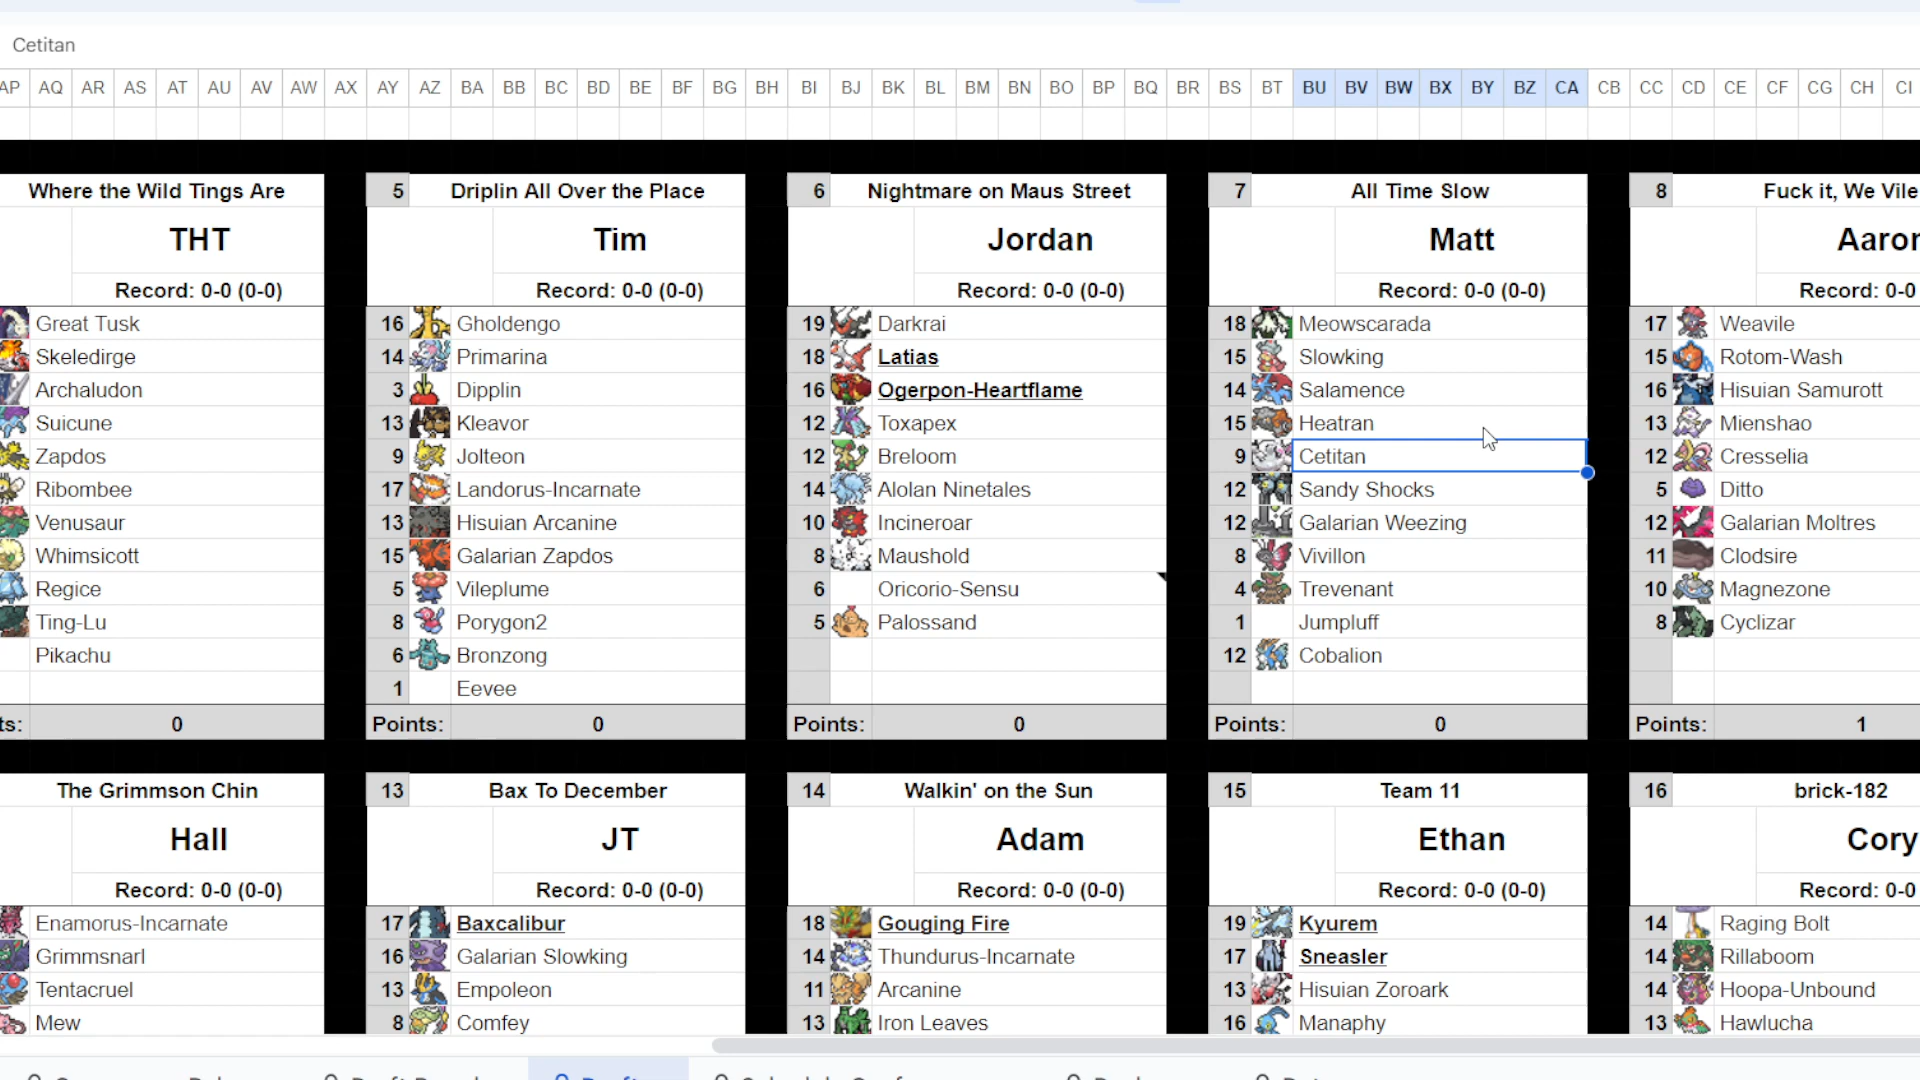 Cetitan
AP AQ AR AS AT AU AV AW AX AY AZ BA BB BC BD BE BF BG BH BI BJ BK BL BM BN BO BP BQ BR BS BT BU BV BW BX BY BZ CA CB CC CD CE CF CG CH CI
Where the Wild Tings Are
THT
Record: 0-0 (0-0)
Great Tusk
Skeledirge
Archaludon
Suicune
Zapdos
Ribombee
Venusaur
Whimsicott
Regice
Ting-Lu
Pikachu
ts: 0
5 Driplin All Over the Place
Tim
Record: 0-0 (0-0)
16 Gholdengo
14 Primarina
3 Dipplin
13 Kleavor
9 Jolteon
17 Landorus-Incarnate
13 Hisuian Arcanine
15 Galarian Zapdos
5 Vileplume
8 Porygon2
6 Bronzong
1 Eevee
Points: 0
6 Nightmare on Maus Street
Jordan
Record: 0-0 (0-0)
19 Darkrai
18 Latias
16 Ogerpon-Heartflame
12 Toxapex
12 Breloom
14 Alolan Ninetales
10 Incineroar
8 Maushold
6 Oricorio-Sensu
5 Palossand
Points: 0
7 All Time Slow
Matt
Record: 0-0 (0-0)
18 Meowscarada
15 Slowking
14 Salamence
15 Heatran
9 Cetitan
12 Sandy Shocks
12 Galarian Weezing
8 Vivillon
4 Trevenant
1 Jumpluff
12 Cobalion
Points: 0
8 Fuck it, We Vile
Aaron
Record: 0-0
17 Weavile
15 Rotom-Wash
16 Hisuian Samurott
13 Mienshao
12 Cresselia
5 Ditto
12 Galarian Moltres
11 Clodsire
10 Magnezone
8 Cyclizar
Points: 1
The Grimmson Chin
Hall
Record: 0-0 (0-0)
Enamorus-Incarnate
Grimmsnarl
Tentacruel
Mew
13 Bax To December
JT
Record: 0-0 (0-0)
17 Baxcalibur
16 Galarian Slowking
13 Empoleon
8 Comfey
14 Walkin' on the Sun
Adam
Record: 0-0 (0-0)
18 Gouging Fire
14 Thundurus-Incarnate
11 Arcanine
13 Iron Leaves
15 Team 11
Ethan
Record: 0-0 (0-0)
19 Kyurem
17 Sneasler
13 Hisuian Zoroark
16 Manaphy
16 brick-182
Cory
Record: 0-0
14 Raging Bolt
14 Rillaboom
14 Hoopa-Unbound
13 Hawlucha